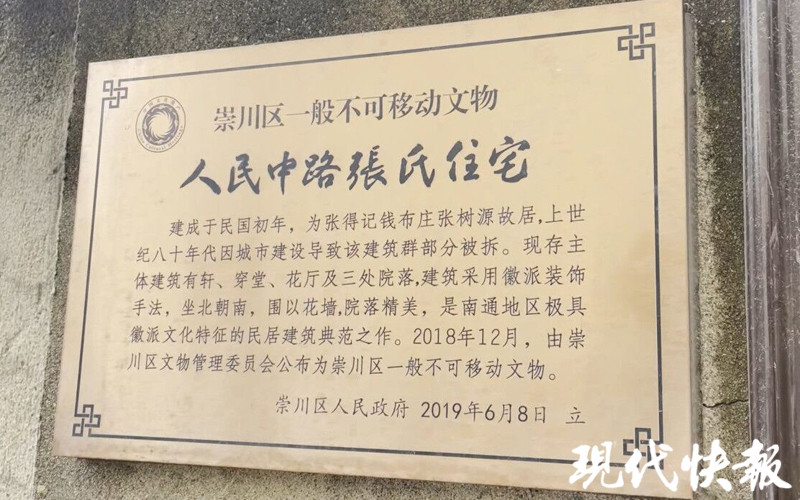 崇川区一般不可移动文物
人民中路張氏住宅
建成于民国初年，为张得记钱布庄张树源故居,上世
纪八十年代因城市建设导致该建筑群部分被拆。现存主
体建筑有轩、穿堂、花厅及三处院落,建筑采用徽派装饰
手法，坐北朝南，围以花墙,院落精美，是南通地区极具
徽派文化特征的民居建筑典范之作。2018年12月，由崇
川区文物管理委员会公布为崇川区一般不可移动文物。
崇川区人民政府 2019年6月8日 立
现代快報